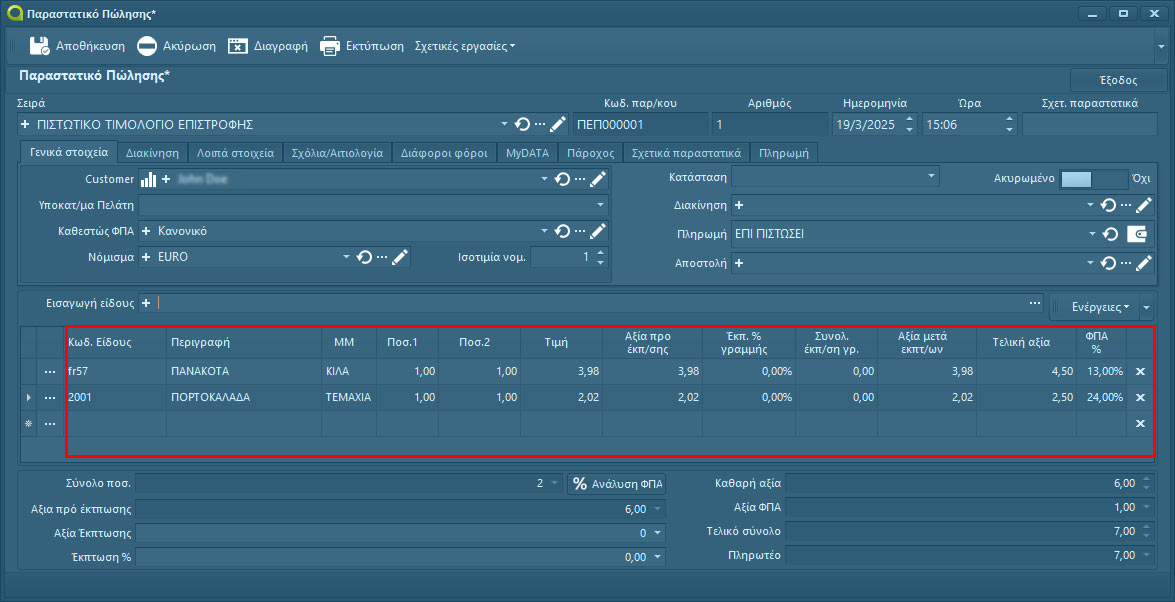 Παραστατικό Πώλησης*
Αποθήκευση Ακύρωση Διαγραφή Εκτύπωση Σχετικές εργασίες
Παραστατικό Πώλησης*
Έξοδος
Σειρά Κωδ. παρ/κου Αριθμός Ημερομηνία Ώρα Σχετ. παραστατικά
ΠΙΣΤΩΤΙΚΟ ΤΙΜΟΛΟΓΙΟ ΕΠΙΣΤΡΟΦΗΣ ΠΕΠ000001 1 19/3/2025 15:06
Γενικά στοιχεία Διακίνηση Λοιπά στοιχεία Σχόλια/Αιτιολογία Διάφοροι φόροι MyDATA Πάροχος Σχετικά παραστατικά Πληρωμή
Customer John Doe Κατάσταση Ακυρωμένο Όχι
Υποκατ/μα Πελάτη Διακίνηση
Καθεστώς ΦΠΑ Κανονικό Πληρωμή ΕΠΙ ΠΙΣΤΩΣΕΙ
Νόμισμα EURO Ισοτιμία νομ. 1 Αποστολή
Εισαγωγή είδους Ενέργειες
Κωδ. Είδους Περιγραφή ΜΜ Ποσ.1 Ποσ.2 Τιμή Αξία προ έκπ/σης Έκπ. % γραμμής Συνολ. έκπ/ση γρ. Αξία μετά εκπτ/ων Τελική αξία ΦΠΑ %
fr57 ΠΑΝΑΚΟΤΑ ΚΙΛΑ 1,00 1,00 3,98 3,98 0,00% 0,00 3,98 4,50 13,00%
2001 ΠΟΡΤΟΚΑΛΑΔΑ ΤΕΜΑΧΙΑ 1,00 1,00 2,02 2,02 0,00% 0,00 2,02 2,50 24,00%
Σύνολο ποσ. 2 % Ανάλυση ΦΠΑ Καθαρή αξία 6,00
Αξια πρό έκτπωσης 6,00 Αξία ΦΠΑ 1,00
Αξία Έκπτωσης 0 Τελικό σύνολο 7,00
Έκπτωση % 0,00 Πληρωτέο 7,00